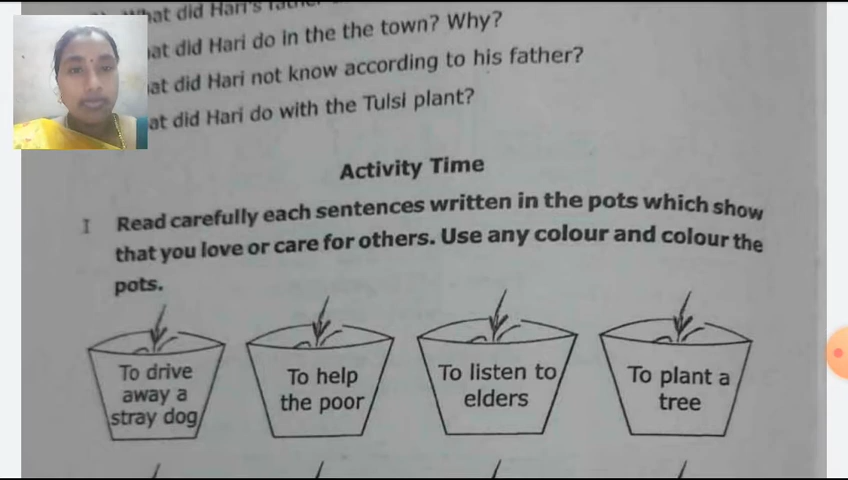 What did Hari's
at did Hari do in the the town? Why?
at did Hari not know according to his father?
at did Hari do with the Tulsi plant?
Activity Time
I Read carefully each sentences written in the pots which show
that you love or care for others. Use any colour and colour the
pots.
To drive
away a
stray dog
To help
the poor
To listen to
elders
To plant a
tree